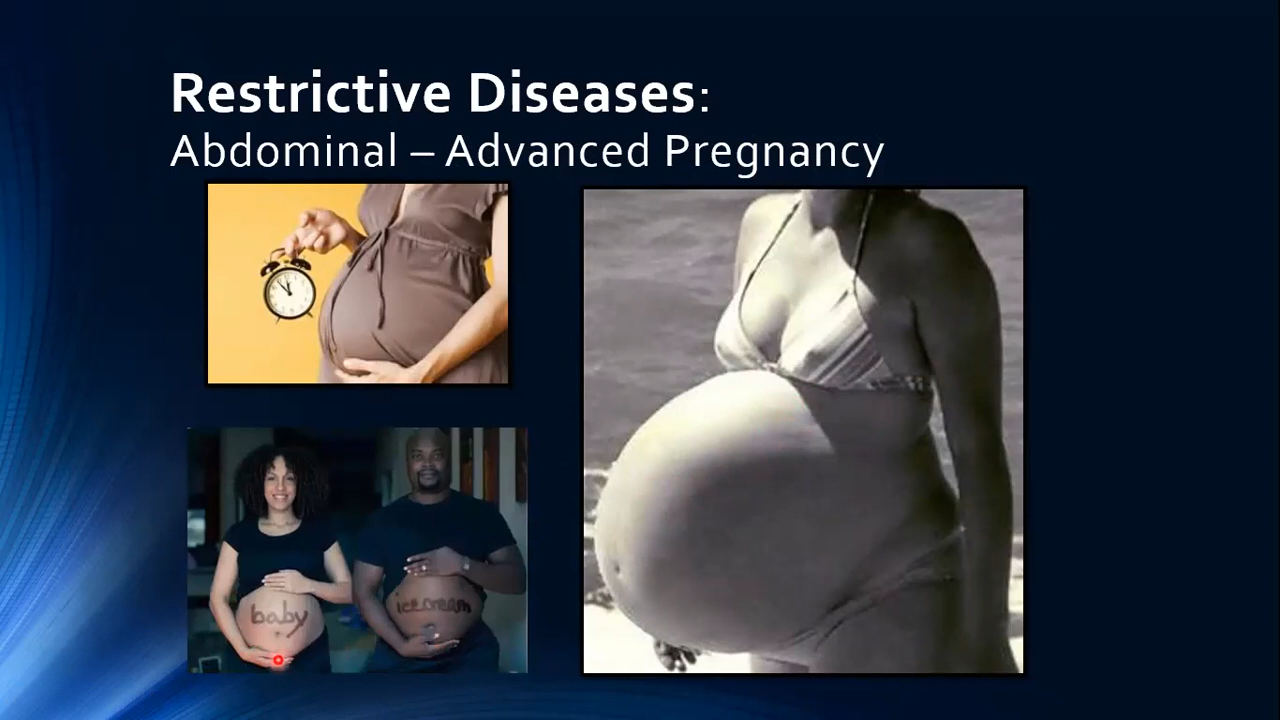 Restrictive Diseases:
Abdominal – Advanced Pregnancy
baby
ice cream